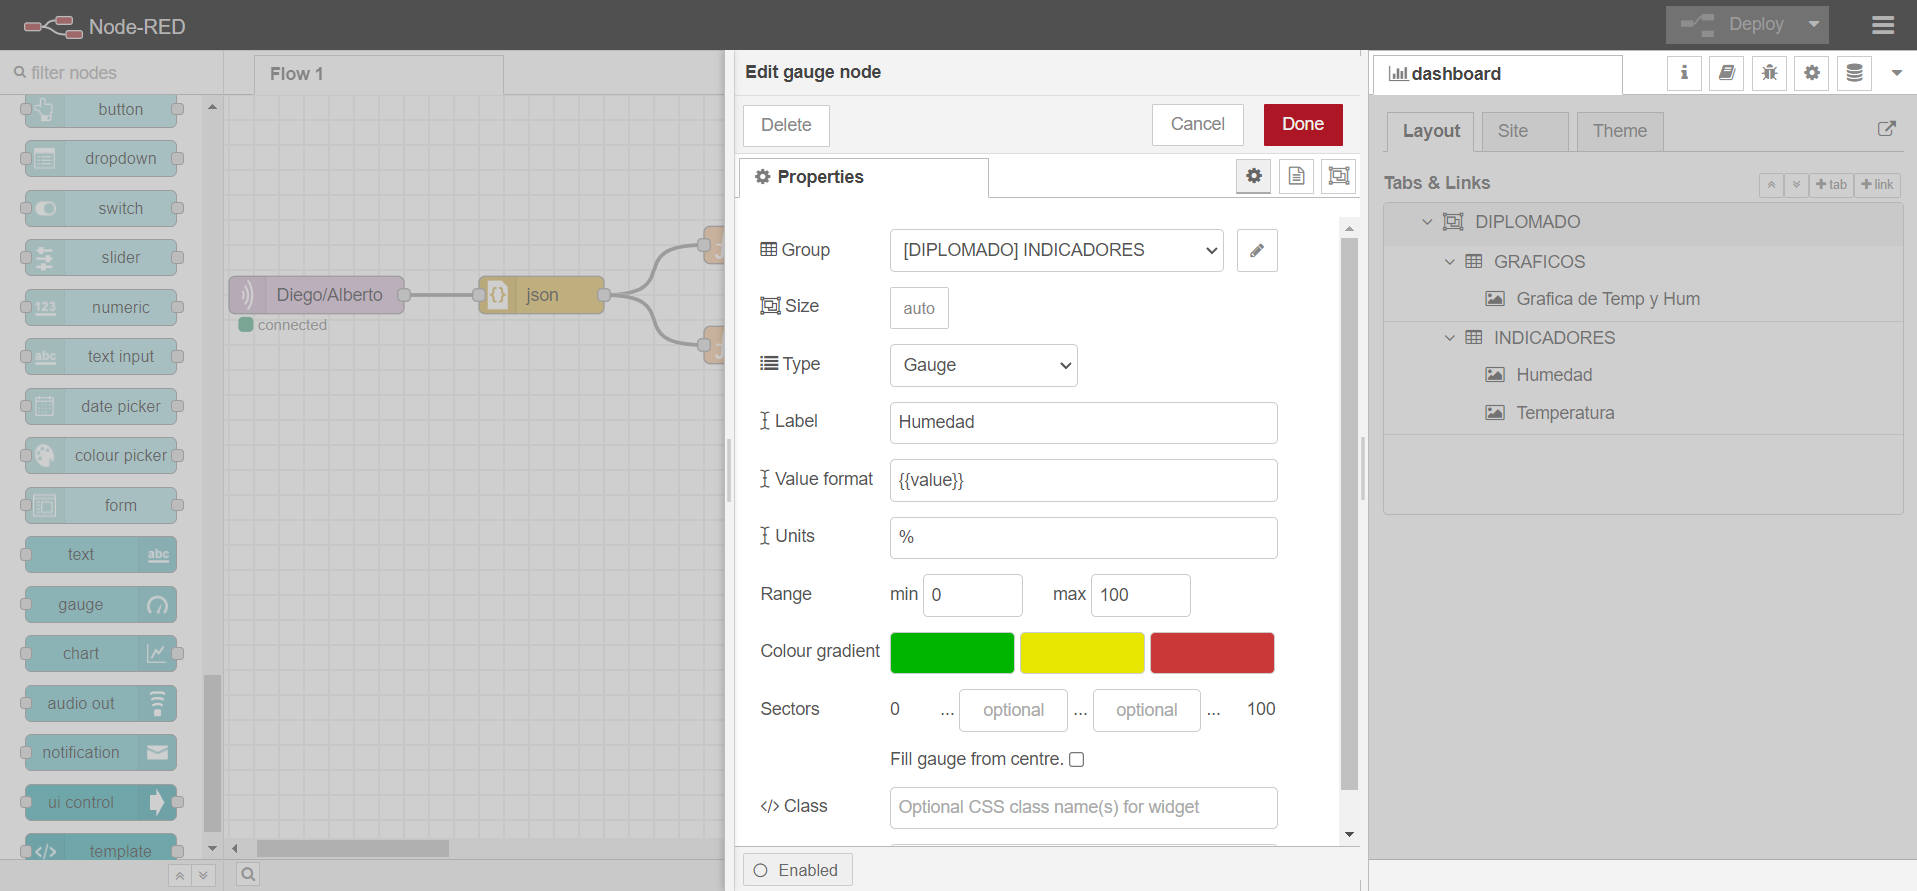 Node-RED
Deploy
filter nodes
button
dropdown
switch
slider
123
numeric
abc
text input
date picker
colour picker
form
text
abc
gauge
chart
audio out
notification
ui control
</>
template
Flow 1
Diego/Alberto
connected
{}
json
Edit gauge node
Delete
Cancel
Done
Properties
Group
[DIPLOMADO] INDICADORES
Size
auto
Type
Gauge
Label
Humedad
Value format
{{value}}
Units
%
Range
min
0
max
100
Colour gradient
Sectors
0
...
optional
...
optional
...
100
Fill gauge from centre.
</> Class
Optional CSS class name(s) for widget
Enabled
dashboard
i
Layout
Site
Theme
Tabs & Links
+ tab
+ link
DIPLOMADO
GRAFICOS
Grafica de Temp y Hum
INDICADORES
Humedad
Temperatura